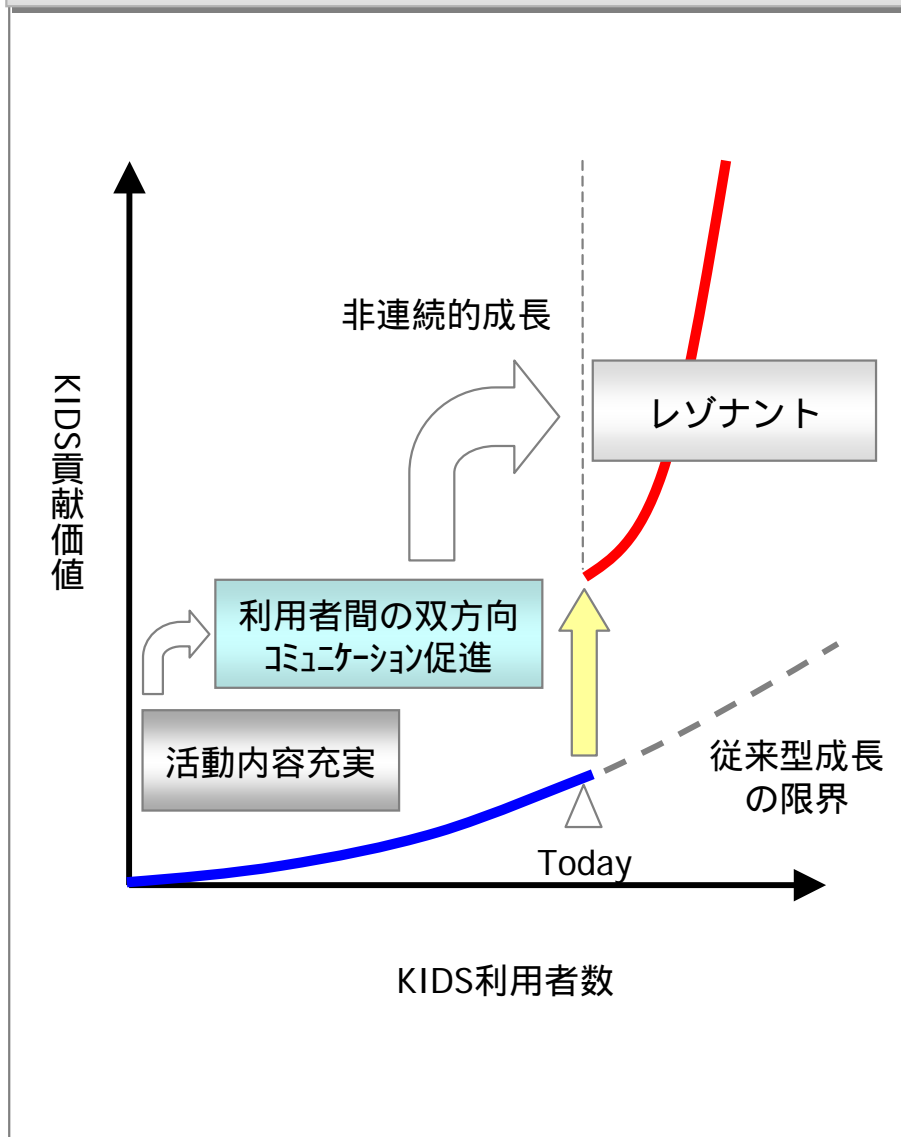 非連続的成長
レゾナント
KIDS貢献価値
利用者間の双方向
ｺﾐｭﾆｹｰｼｮﾝ促進
活動内容充実
従来型成長
の限界
Today
KIDS利用者数